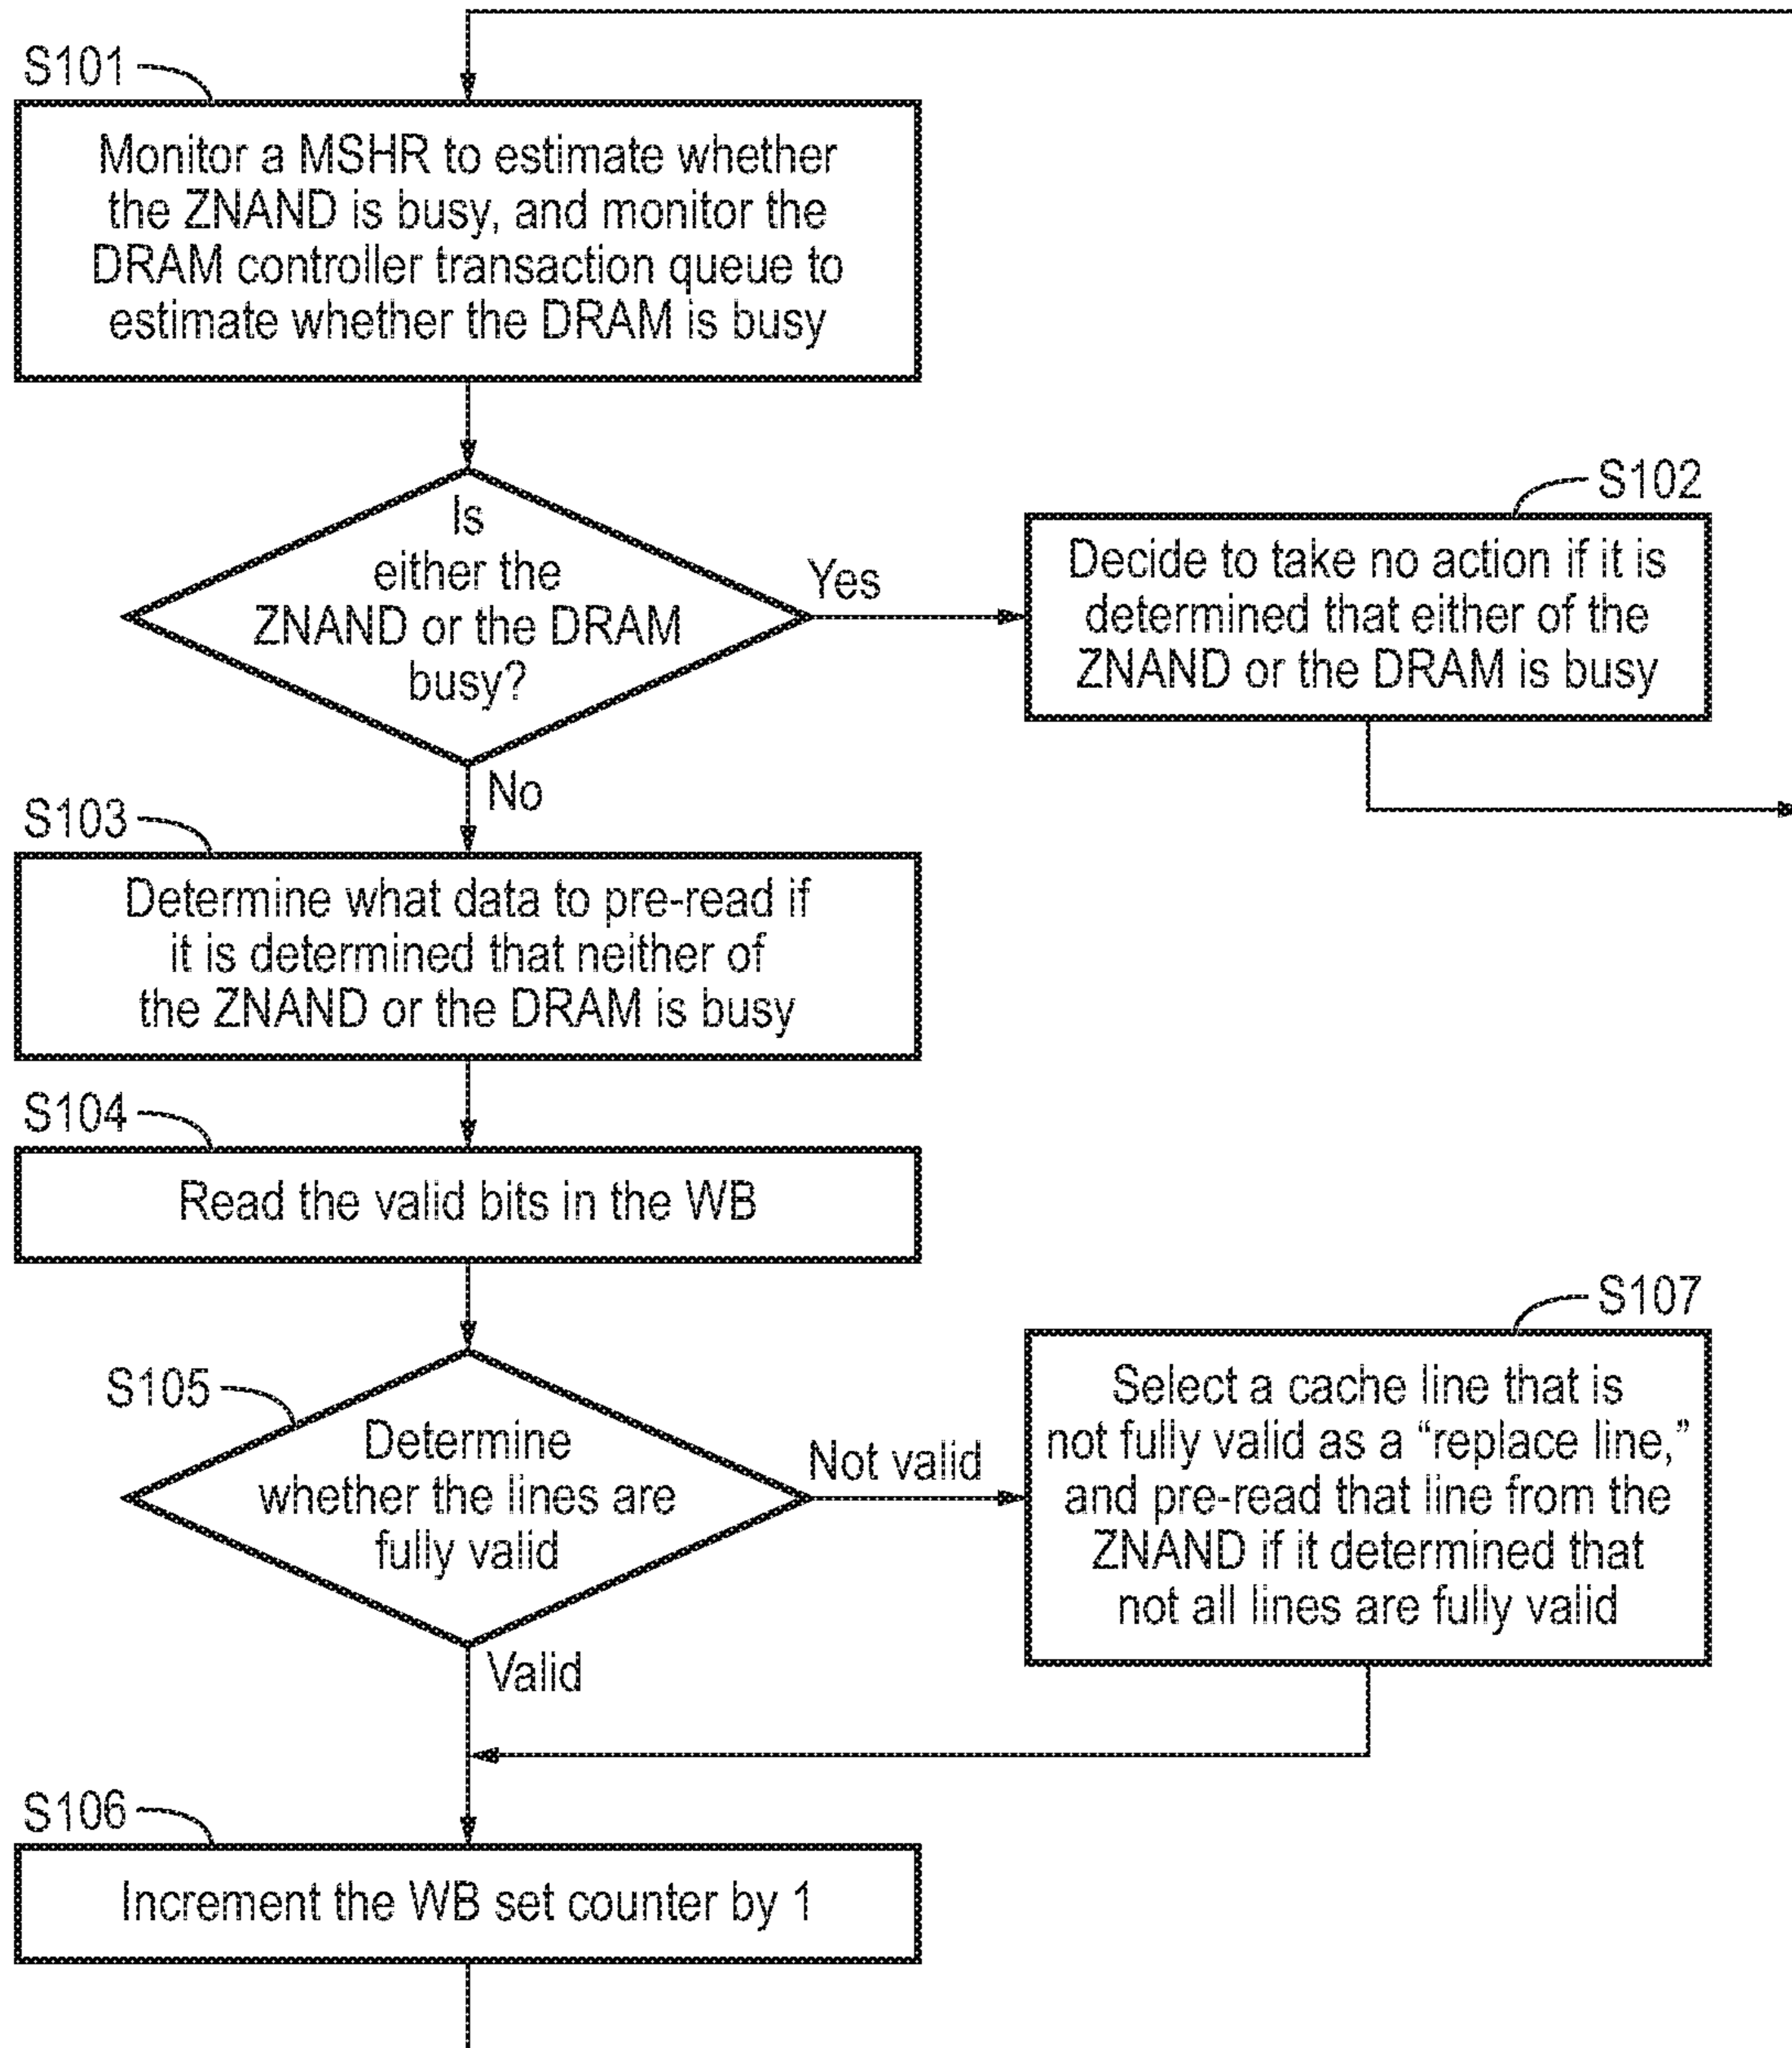 S101
Monitor a MSHR to estimate whether
the ZNAND is busy, and monitor the
DRAM controller transaction queue to
estimate whether the DRAM is busy
Is
either the
ZNAND or the DRAM
busy?
Yes
S102
Decide to take no action if it is
determined that either of the
ZNAND or the DRAM is busy
No
S103
Determine what data to pre-read if
it is determined that neither of
the ZNAND or the DRAM is busy
S104
Read the valid bits in the WB
S105
Determine
whether the lines are
fully valid
Not valid
S107
Select a cache line that is
not fully valid as a “replace line,”
and pre-read that line from the
ZNAND if it determined that
not all lines are fully valid
Valid
S106
Increment the WB set counter by 1